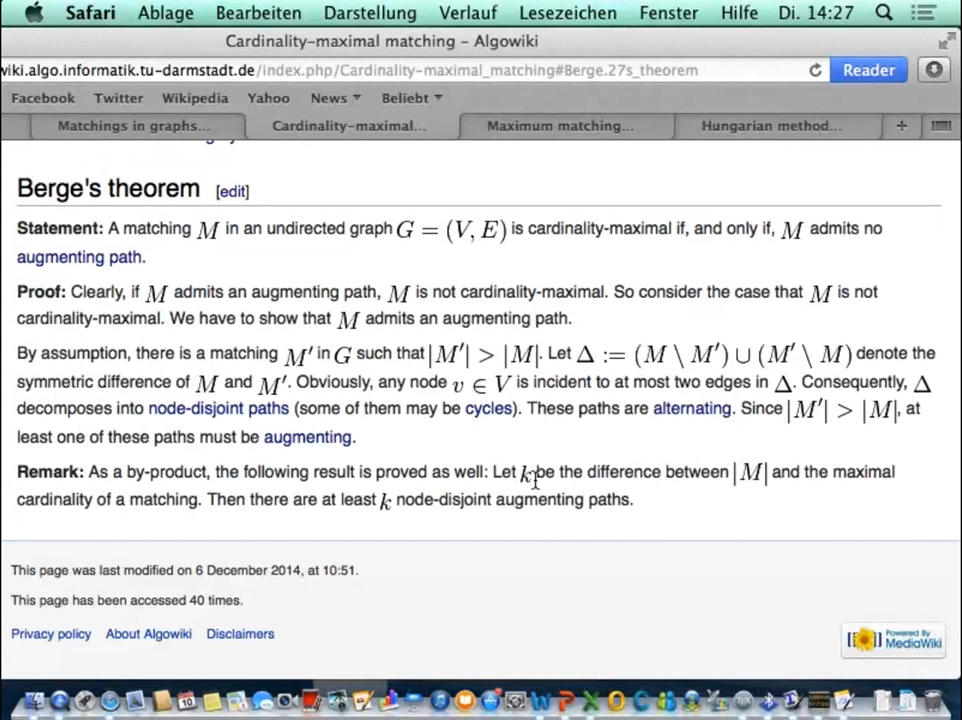 Safari Ablage Bearbeiten Darstellung Verlauf Lesezeichen Fenster Hilfe Di. 14:27
Cardinality-maximal matching – Algowiki
wiki.algo.informatik.tu-darmstadt.de/index.php/Cardinality-maximal_matching#Berge.27s_theorem Reader
Facebook Twitter Wikipedia Yahoo News Beliebt
Matchings in graphs... Cardinality-maximal... Maximum matching... Hungarian method... +
Berge's theorem [edit]
Statement: A matching M in an undirected graph G = (V, E) is cardinality-maximal if, and only if, M admits no
augmenting path.
Proof: Clearly, if M admits an augmenting path, M is not cardinality-maximal. So consider the case that M is not
cardinality-maximal. We have to show that M admits an augmenting path.
By assumption, there is a matching M′ in G such that |M′| > |M|. Let Δ := (M \ M′) ∪ (M′ \ M) denote the
symmetric difference of M and M′. Obviously, any node v ∈ V is incident to at most two edges in Δ. Consequently, Δ
decomposes into node-disjoint paths (some of them may be cycles). These paths are alternating. Since |M′| > |M|, at
least one of these paths must be augmenting.
Remark: As a by-product, the following result is proved as well: Let k be the difference between |M| and the maximal
cardinality of a matching. Then there are at least k node-disjoint augmenting paths.
This page was last modified on 6 December 2014, at 10:51.
This page has been accessed 40 times.
Privacy policy About Algowiki Disclaimers
Powered By
MediaWiki